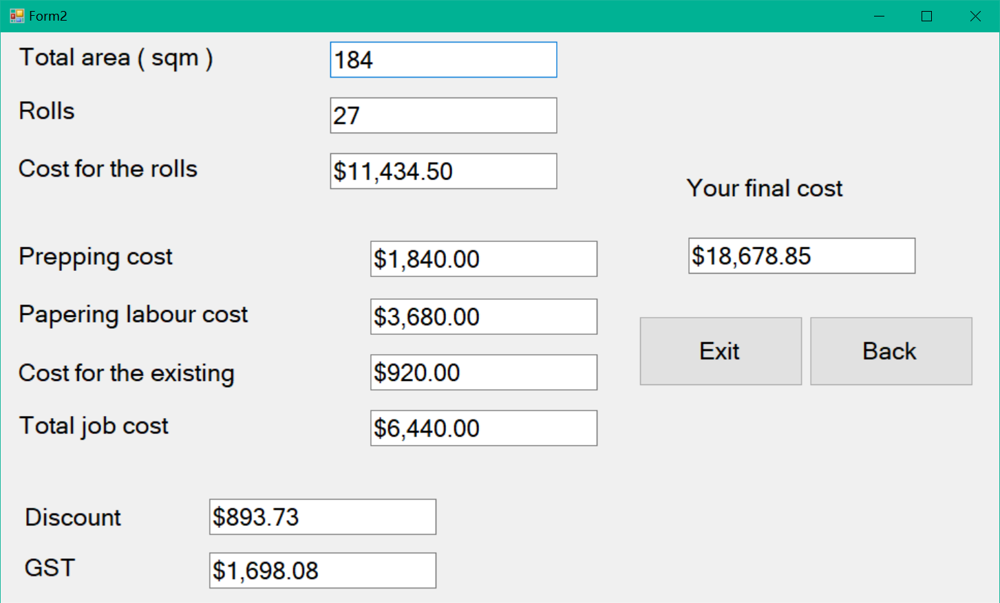 Form2
Total area ( sqm )
184
Rolls
27
Cost for the rolls
$11,434.50
Your final cost
$18,678.85
Prepping cost
$1,840.00
Papering labour cost
$3,680.00
Cost for the existing
$920.00
Total job cost
$6,440.00
Exit
Back
Discount
$893.73
GST
$1,698.08